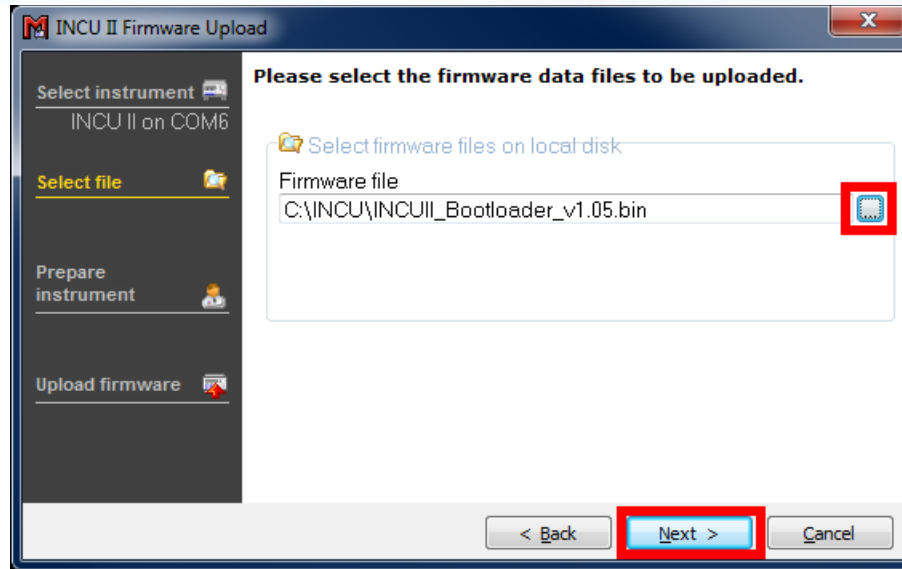 INCU II Firmware Upload
Select instrument
INCU II on COM6
Select file
Prepare
instrument
Upload firmware
Please select the firmware data files to be uploaded.
Select firmware files on local disk
Firmware file
C:\INCU\INCUII_Bootloader_v1.05.bin
...
< Back
Next >
Cancel